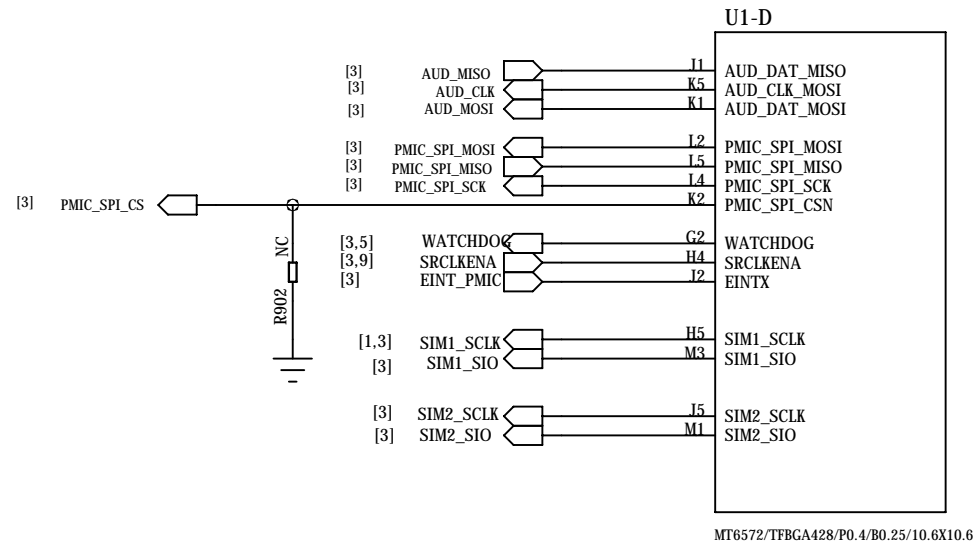 U1-D
[3] AUD_MISO J1 AUD_DAT_MISO
[3] AUD_CLK K5 AUD_CLK_MOSI
[3] AUD_MOSI K1 AUD_DAT_MOSI
[3] PMIC_SPI_MOSI L2 PMIC_SPI_MOSI
[3] PMIC_SPI_MISO L5 PMIC_SPI_MISO
[3] PMIC_SPI_SCK L4 PMIC_SPI_SCK
[3] PMIC_SPI_CS K2 PMIC_SPI_CSN
[3,5] WATCHDOG G2 WATCHDOG
[3,9] SRCLKENA H4 SRCLKENA
[3] EINT_PMIC J2 EINTX
NC
R902
[1,3] SIM1_SCLK H5 SIM1_SCLK
[3] SIM1_SIO M3 SIM1_SIO
[3] SIM2_SCLK J5 SIM2_SCLK
[3] SIM2_SIO M1 SIM2_SIO
MT6572/TFBGA428/P0.4/B0.25/10.6X10.6